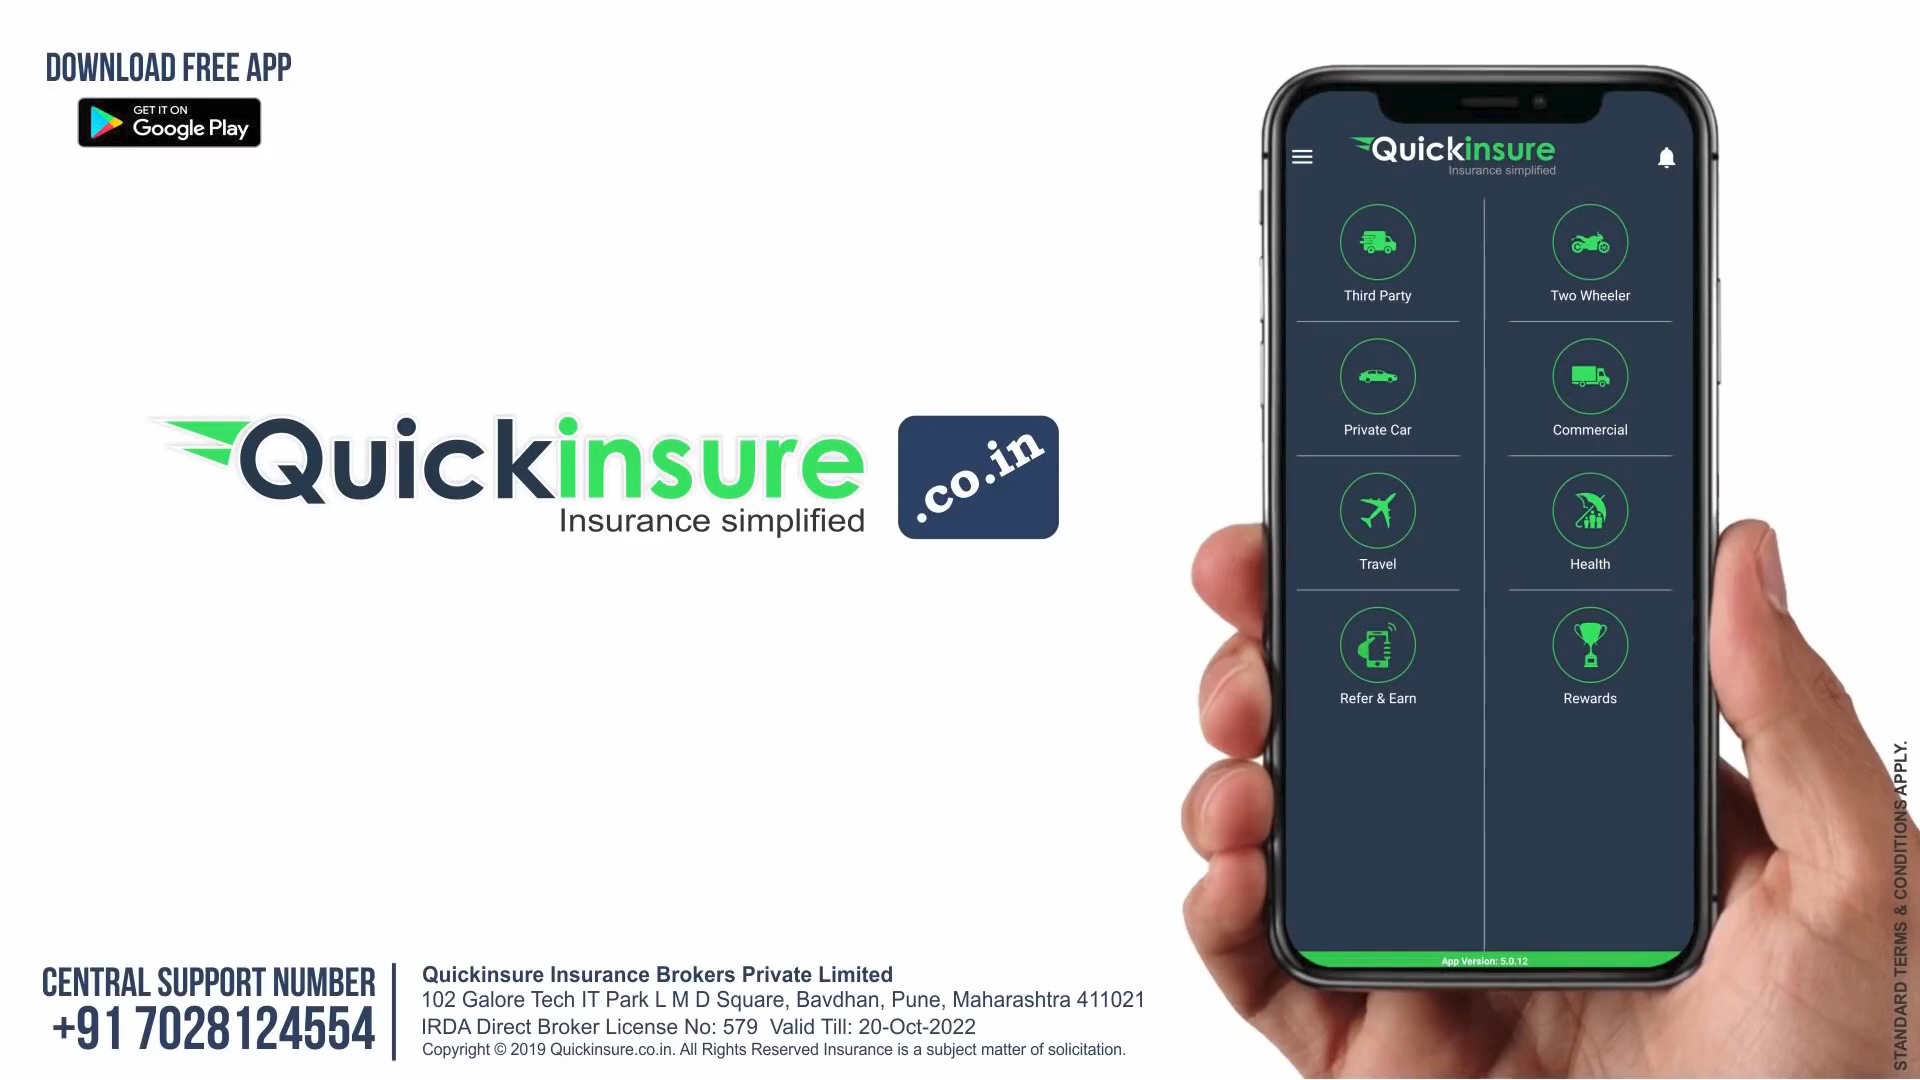 DOWNLOAD FREE APP
GET IT ON
Google Play
Quickinsure
Insurance simplified
.co.in
Quickinsure
Insurance simplified
Third Party
Two Wheeler
Private Car
Commercial
Travel
Health
Refer & Earn
Rewards
App Version: 5.0.12
CENTRAL SUPPORT NUMBER
+91 7028124554
Quickinsure Insurance Brokers Private Limited
102 Galore Tech IT Park L M D Square, Bavdhan, Pune, Maharashtra 411021
IRDA Direct Broker License No: 579 Valid Till: 20-Oct-2022
Copyright © 2019 Quickinsure.co.in. All Rights Reserved Insurance is a subject matter of solicitation.
STANDARD TERMS & CONDITIONS APPLY.